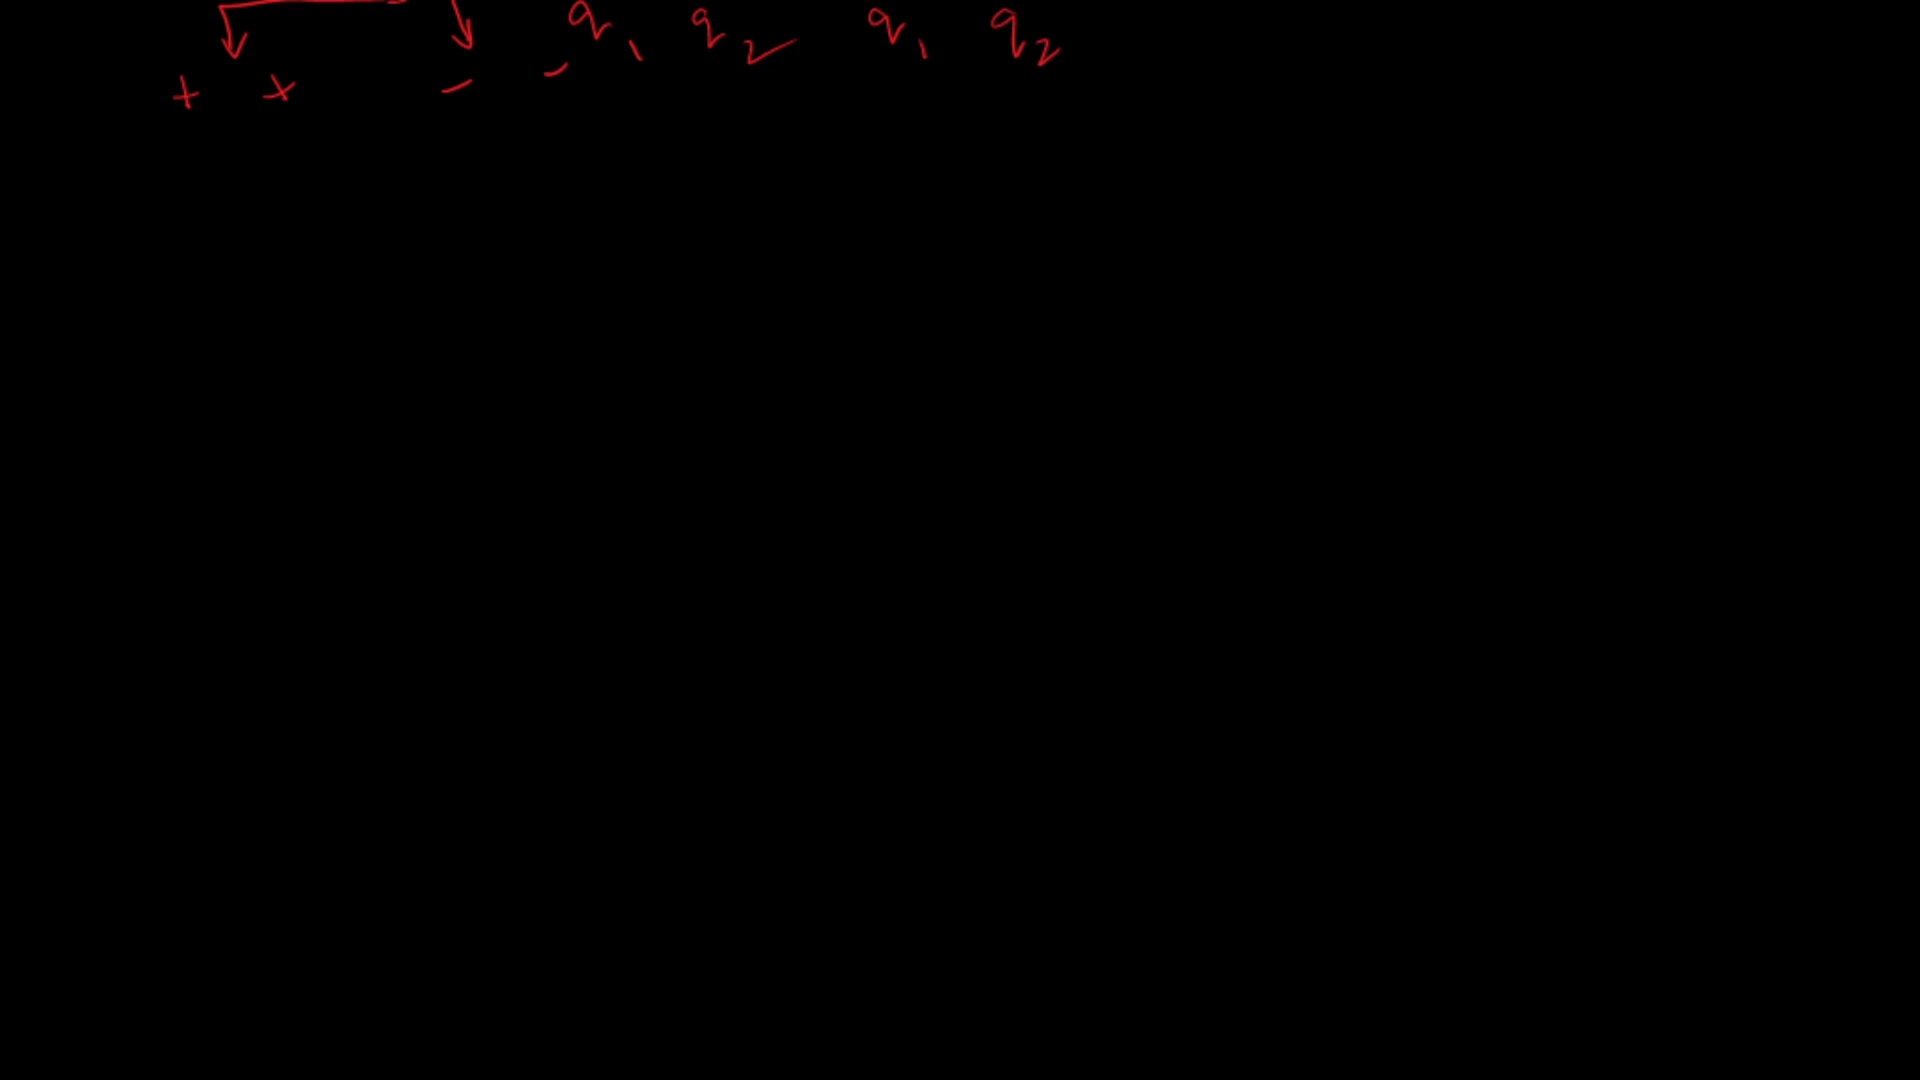 q₁ q₂ q₁ q₂
+ + - -